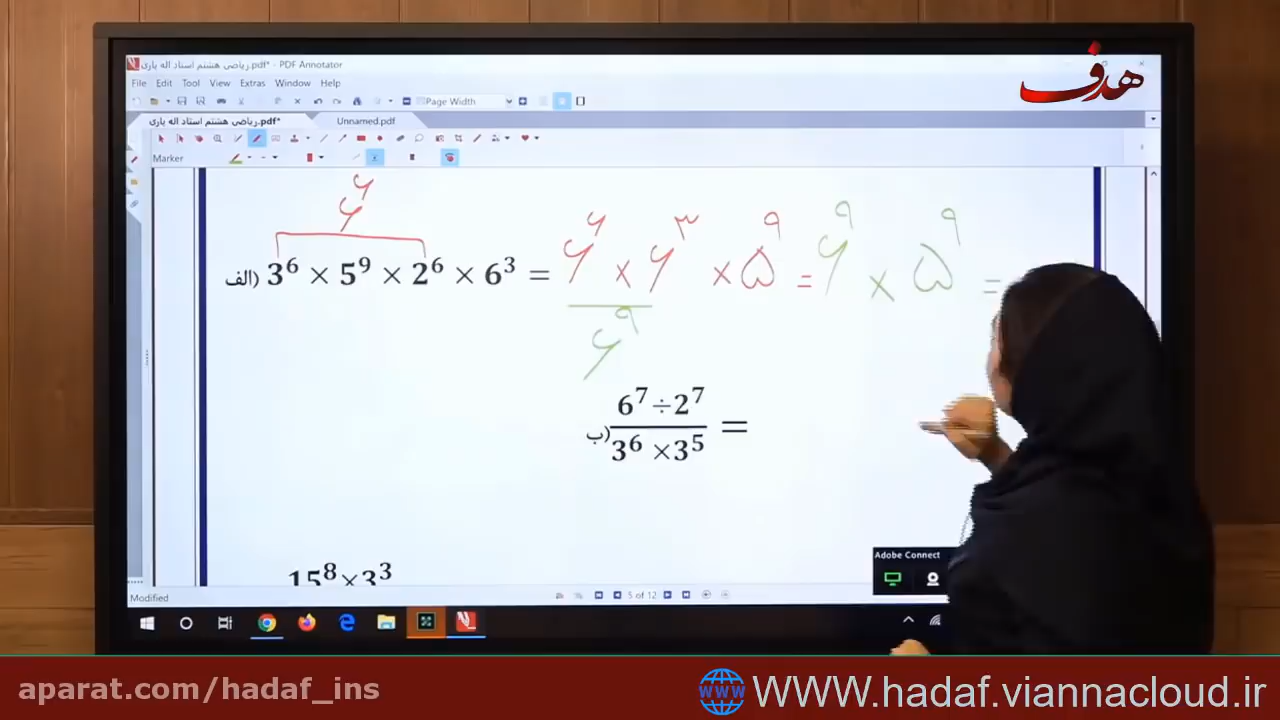 هدف
ریاضی هشتم استاد اله یاری.pdf* - PDF Annotator
File Edit Tool View Extras Window Help
Page Width
ریاضی هشتم استاد اله یاری.pdf* Unnamed.pdf
Marker
۶⁶
الف) 3⁶ × 5⁹ × 2⁶ × 6³ = ۶^۶ × ۶^۳ × ۵^۹ = ۶^۹ × ۵^۹ =
۶^۹
ب) 6⁷ ÷ 2⁷ =
3⁶ × 3⁵
15⁸ × 3³
Adobe Connect
Modified 5 of 12
aparat.com/hadaf_ins WWW.hadaf.viannacloud.ir